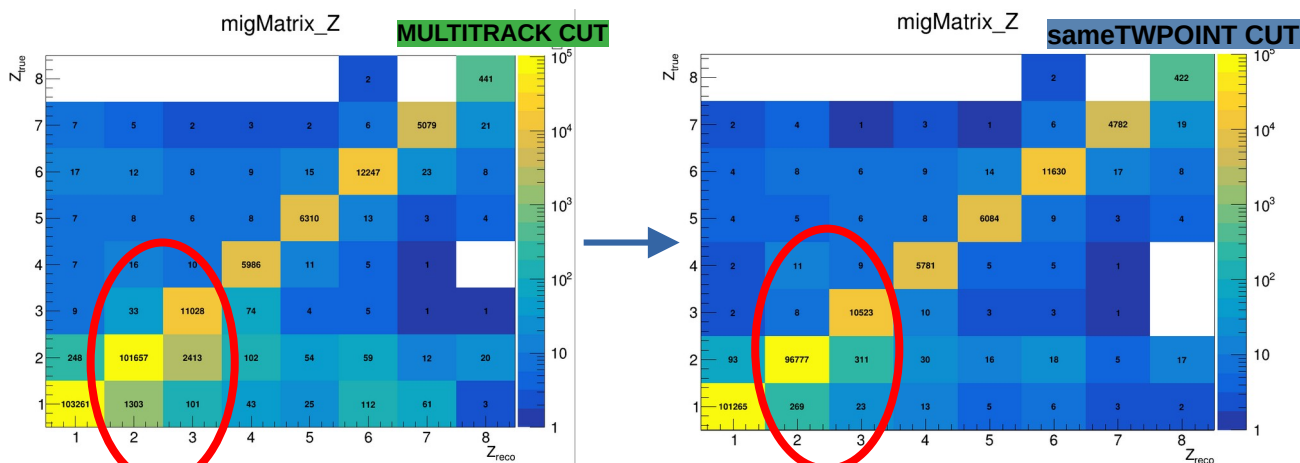 migMatrix_Z
MULTITRACK CUT
Z_true
8 2 441
7 7 5 2 3 2 6 5079 21
6 17 12 8 9 15 12247 23 8
5 7 8 6 8 6310 13 3 4
4 7 16 10 5986 11 5 1
3 9 33 11028 74 4 5 1 1
2 248 101657 2413 102 54 59 12 20
1 103261 1303 101 43 25 112 61 3
1 2 3 4 5 6 7 8
Z_reco
10^5
10^4
10^3
10^2
10
1
migMatrix_Z
sameTWPOINT CUT
Z_true
8 2 422
7 2 4 1 3 1 6 4782 19
6 4 8 6 9 14 11630 17 8
5 4 5 6 8 6084 9 3 4
4 2 11 9 5781 5 5 1
3 2 8 10523 10 3 3 1
2 93 96777 311 30 16 18 5 17
1 101265 269 23 13 5 6 3 2
1 2 3 4 5 6 7 8
Z_reco
10^5
10^4
10^3
10^2
10
1